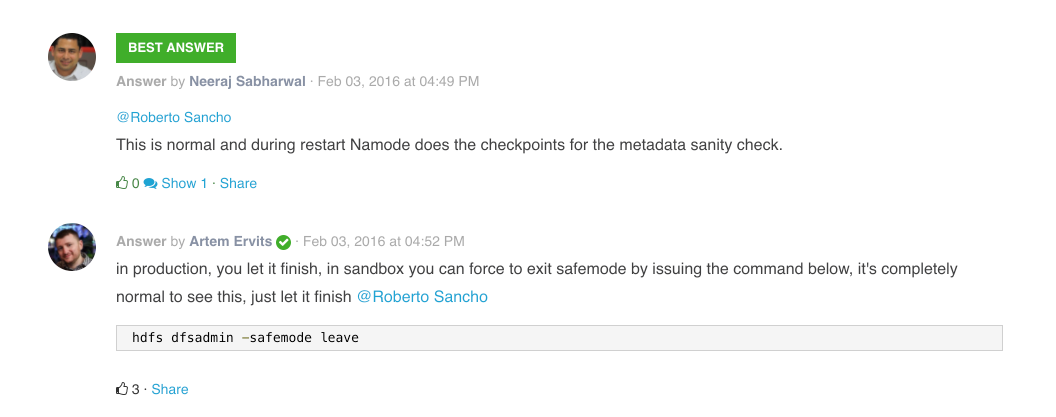 BEST ANSWER
Answer by Neeraj Sabharwal · Feb 03, 2016 at 04:49 PM
@Roberto Sancho
This is normal and during restart Namode does the checkpoints for the metadata sanity check.
0 Show 1 · Share
Answer by Artem Ervits · Feb 03, 2016 at 04:52 PM
in production, you let it finish, in sandbox you can force to exit safemode by issuing the command below, it's completely
normal to see this, just let it finish @Roberto Sancho
hdfs dfsadmin –safemode leave
3 · Share